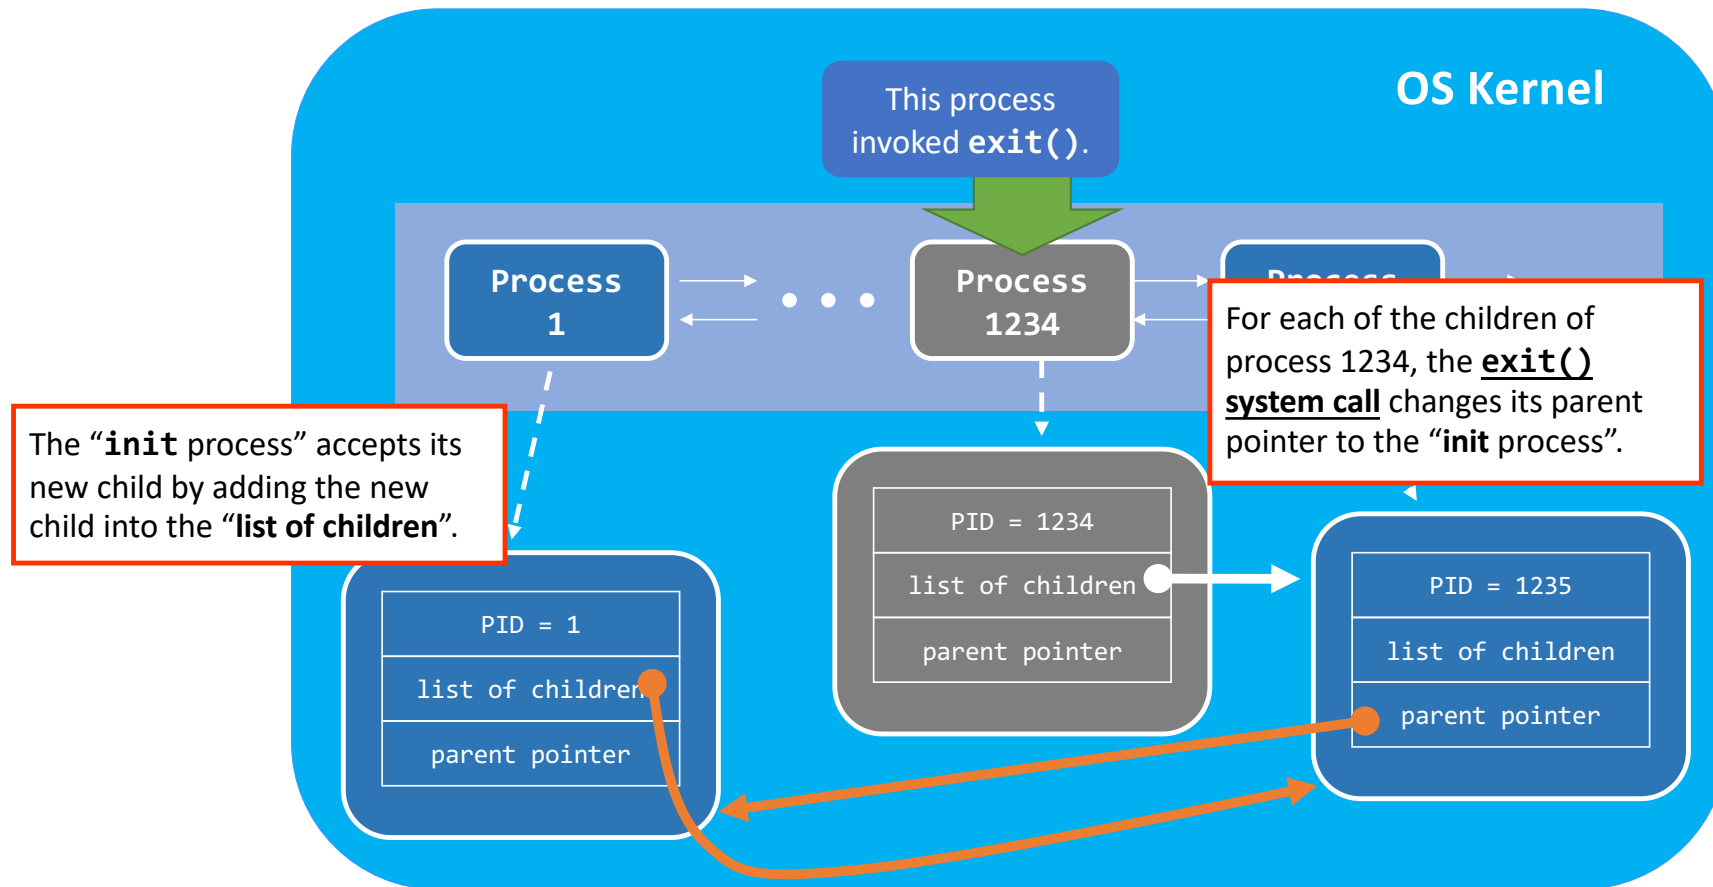 OS Kernel
This process
invoked exit().
Process
1
Process
1234
Process
For each of the children of
process 1234, the exit()
system call changes its parent
pointer to the “init process”.
The “init process” accepts its
new child by adding the new
child into the “list of children”.
PID = 1234
list of children
parent pointer
PID = 1235
list of children
parent pointer
PID = 1
list of children
parent pointer